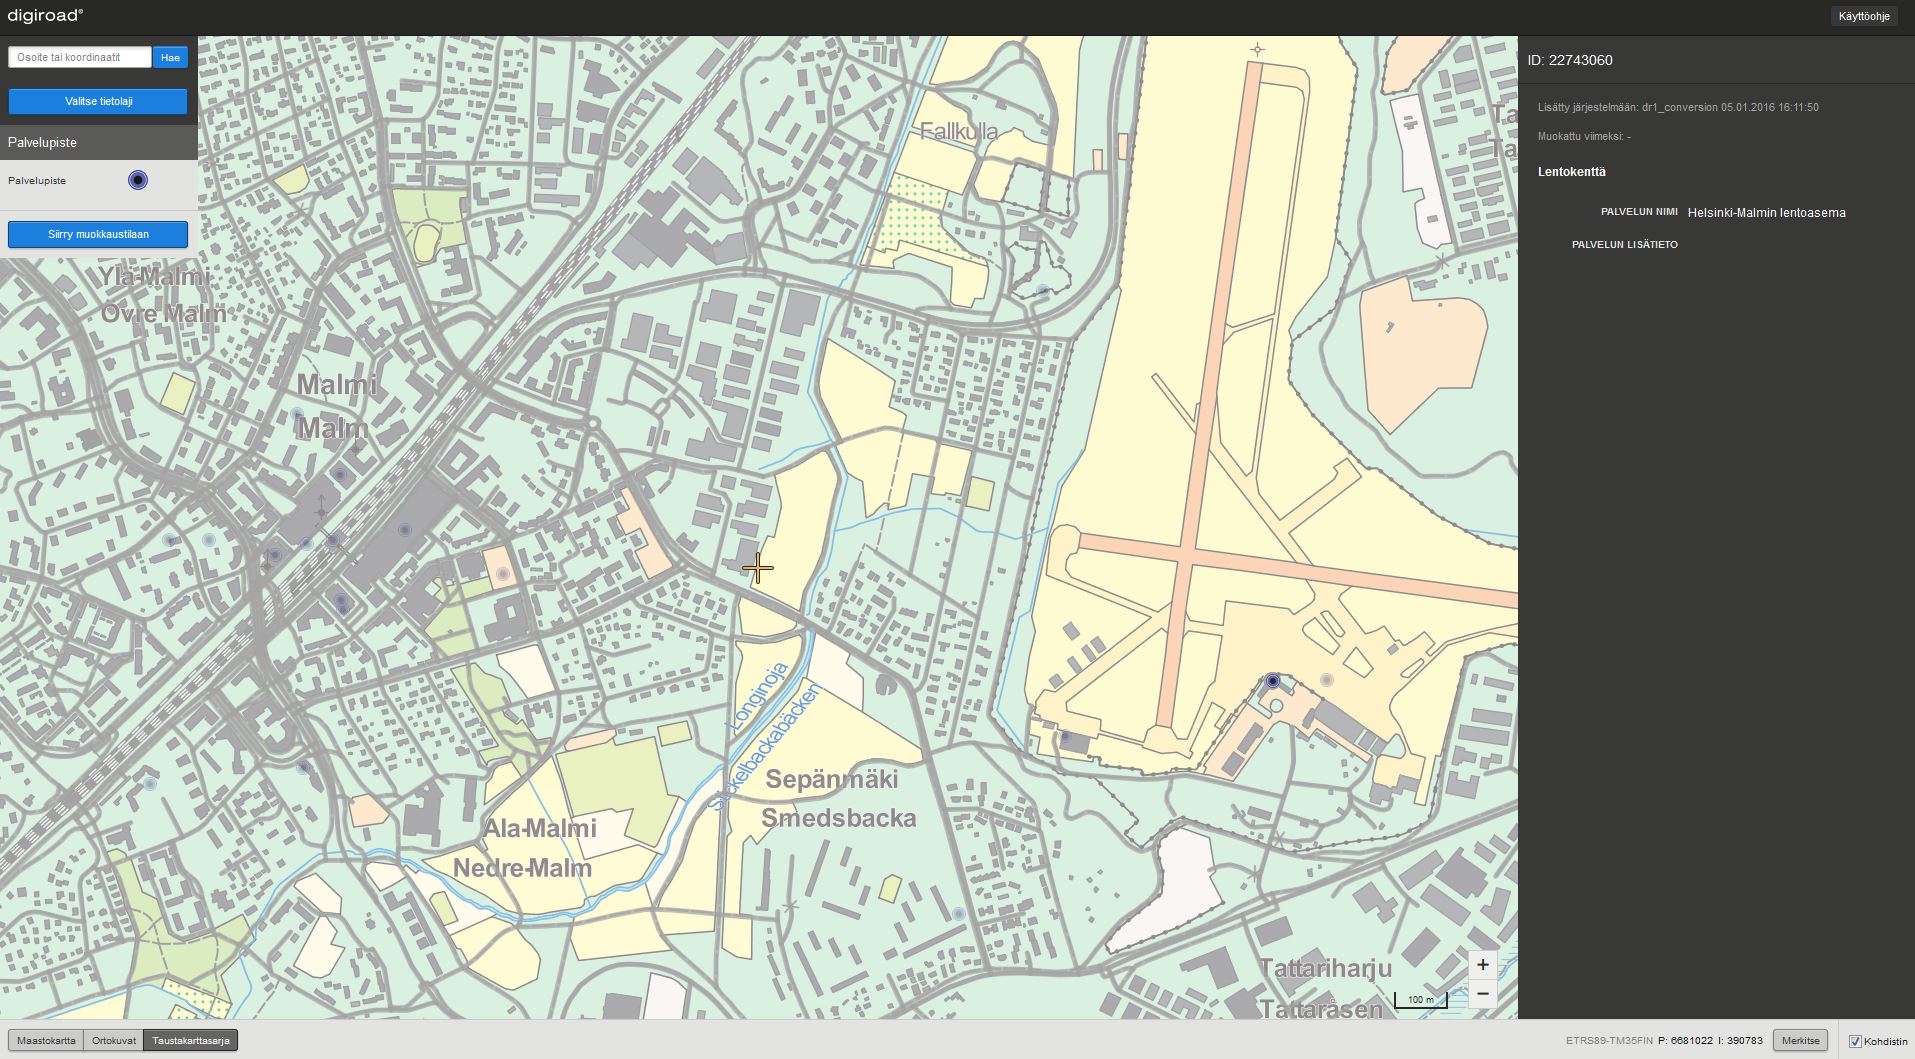 digiroad®
Käyttöohje
Osoite tai koordinaatit
Hae
Valitse tietolaji
Palvelupiste
Palvelupiste
Siirry muokkaustilaan
ID: 22743060
Lisätty järjestelmään: dr1_conversion 05.01.2016 16:11:50
Muokattu viimeksi: -
Lentokenttä
PALVELUN NIMI Helsinki-Malmin lentoasema
PALVELUN LISÄTIETO
Fallkulla
Ta
Ta
Ylä-Malmi
Övre Malm
Malmi
Malm
Longinoja
Stickelbackabäcken
Sepänmäki
Smedsbacka
Ala-Malmi
Nedre-Malm
Tattariharju
Tattaråsen
+
−
100 m
Maastokartta
Ortokuvat
Taustakarttasarja
ETRS89-TM35FIN P: 6681022 I: 390783
Merkitse
Kohdistin